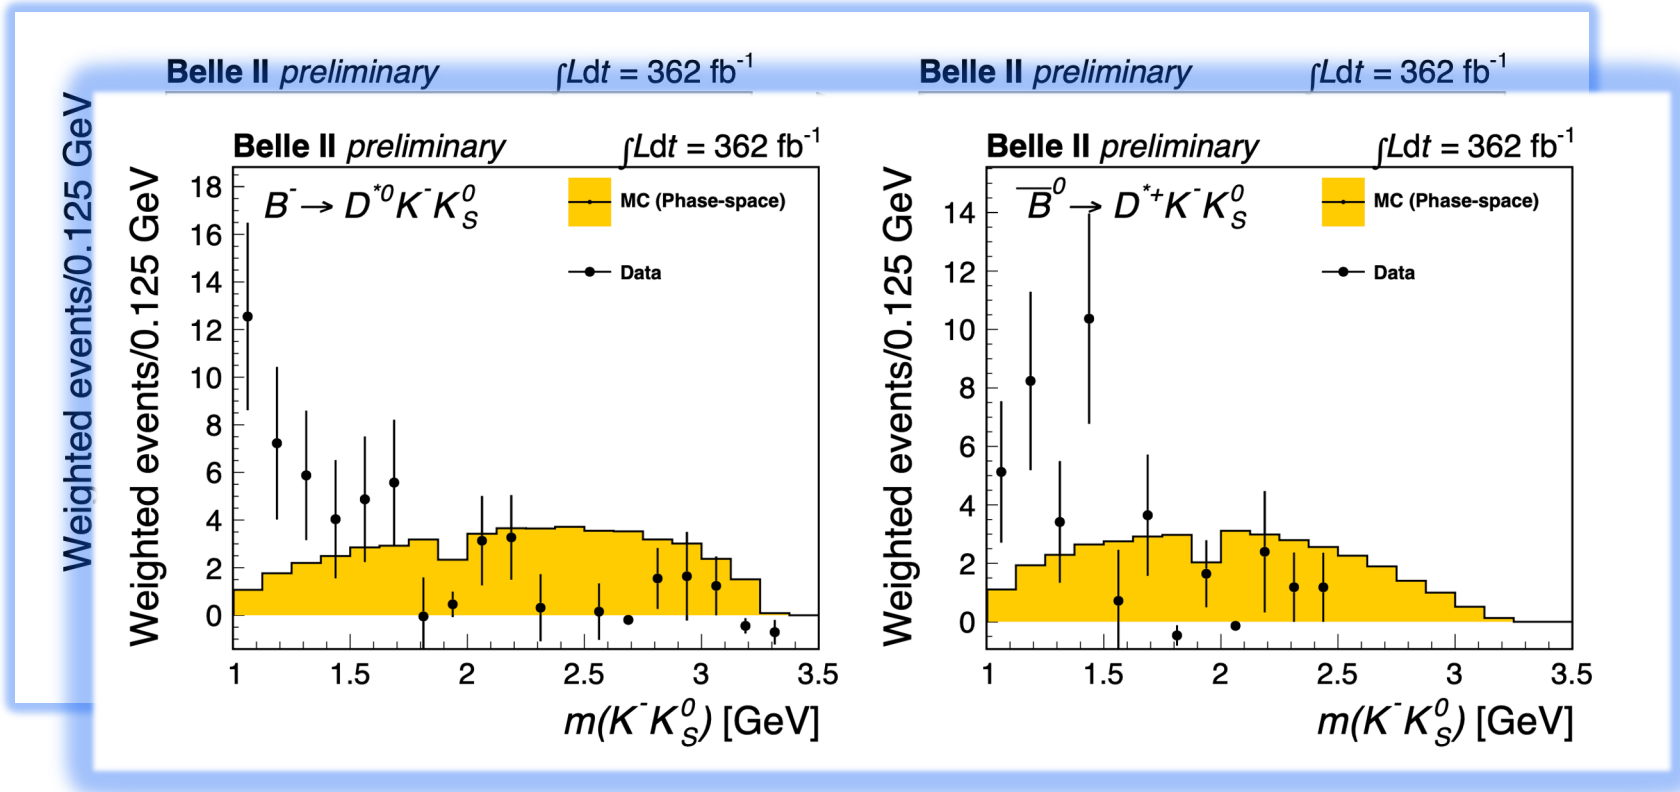 Belle II preliminary ∫Ldt = 362 fb⁻¹
Belle II preliminary ∫Ldt = 362 fb⁻¹
Weighted events/0.125 GeV
Belle II preliminary ∫Ldt = 362 fb⁻¹
B⁻ → D*⁰K⁻K⁰_S
MC (Phase-space)
Data
Weighted events/0.125 GeV
18
16
14
12
10
8
6
4
2
0
1 1.5 2 2.5 3 3.5
m(K⁻K⁰_S) [GeV]
Belle II preliminary ∫Ldt = 362 fb⁻¹
B̅⁰ → D*⁺K⁻K⁰_S
MC (Phase-space)
Data
Weighted events/0.125 GeV
14
12
10
8
6
4
2
0
1 1.5 2 2.5 3 3.5
m(K⁻K⁰_S) [GeV]